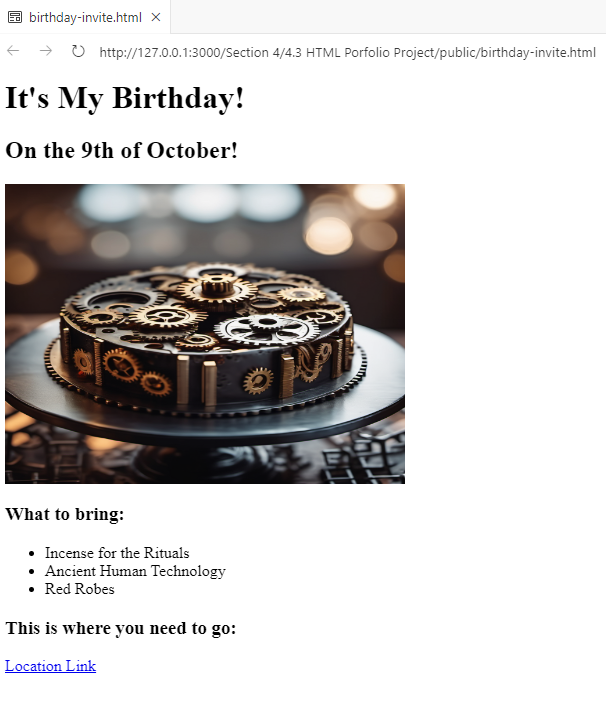 birthday-invite.html
http://127.0.0.1:3000/Section 4/4.3 HTML Porfolio Project/public/birthday-invite.html
It's My Birthday!
On the 9th of October!
What to bring:
Incense for the Rituals
Ancient Human Technology
Red Robes
This is where you need to go:
Location Link